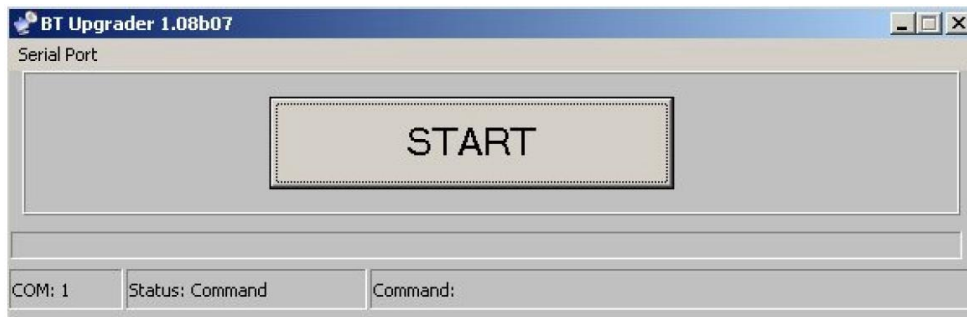 BT Upgrader 1.08b07
Serial Port
START
COM: 1 Status: Command Command: